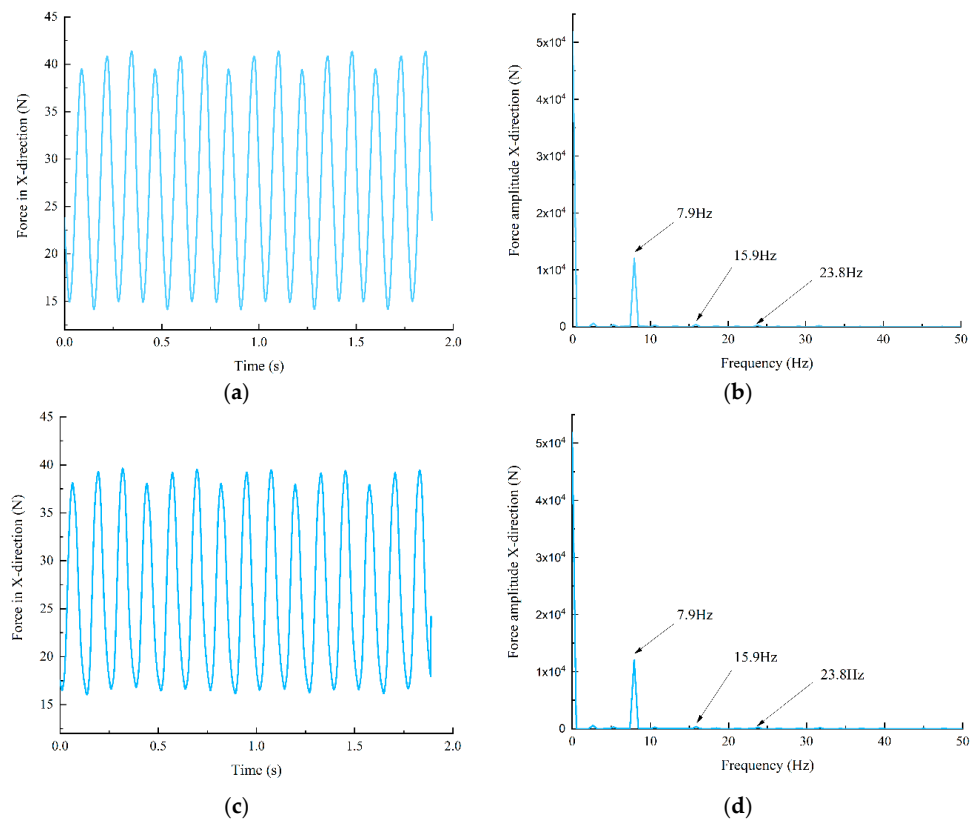 45
40
35
30
25
20
15
Force in X-direction (N)
0.0
0.5
1.0
1.5
2.0
Time (s)
(a)
5x10⁴
4x10⁴
3x10⁴
2x10⁴
1x10⁴
0
Force amplitude X-direction (N)
7.9Hz
15.9Hz
23.8Hz
0
10
20
30
40
50
Frequency (Hz)
(b)
45
40
35
30
25
20
15
Force in X-direction (N)
0.0
0.5
1.0
1.5
2.0
Time (s)
(c)
5x10⁴
4x10⁴
3x10⁴
2x10⁴
1x10⁴
0
Force amplitude X-direction (N)
7.9Hz
15.9Hz
23.8Hz
0
10
20
30
40
50
Frequency (Hz)
(d)